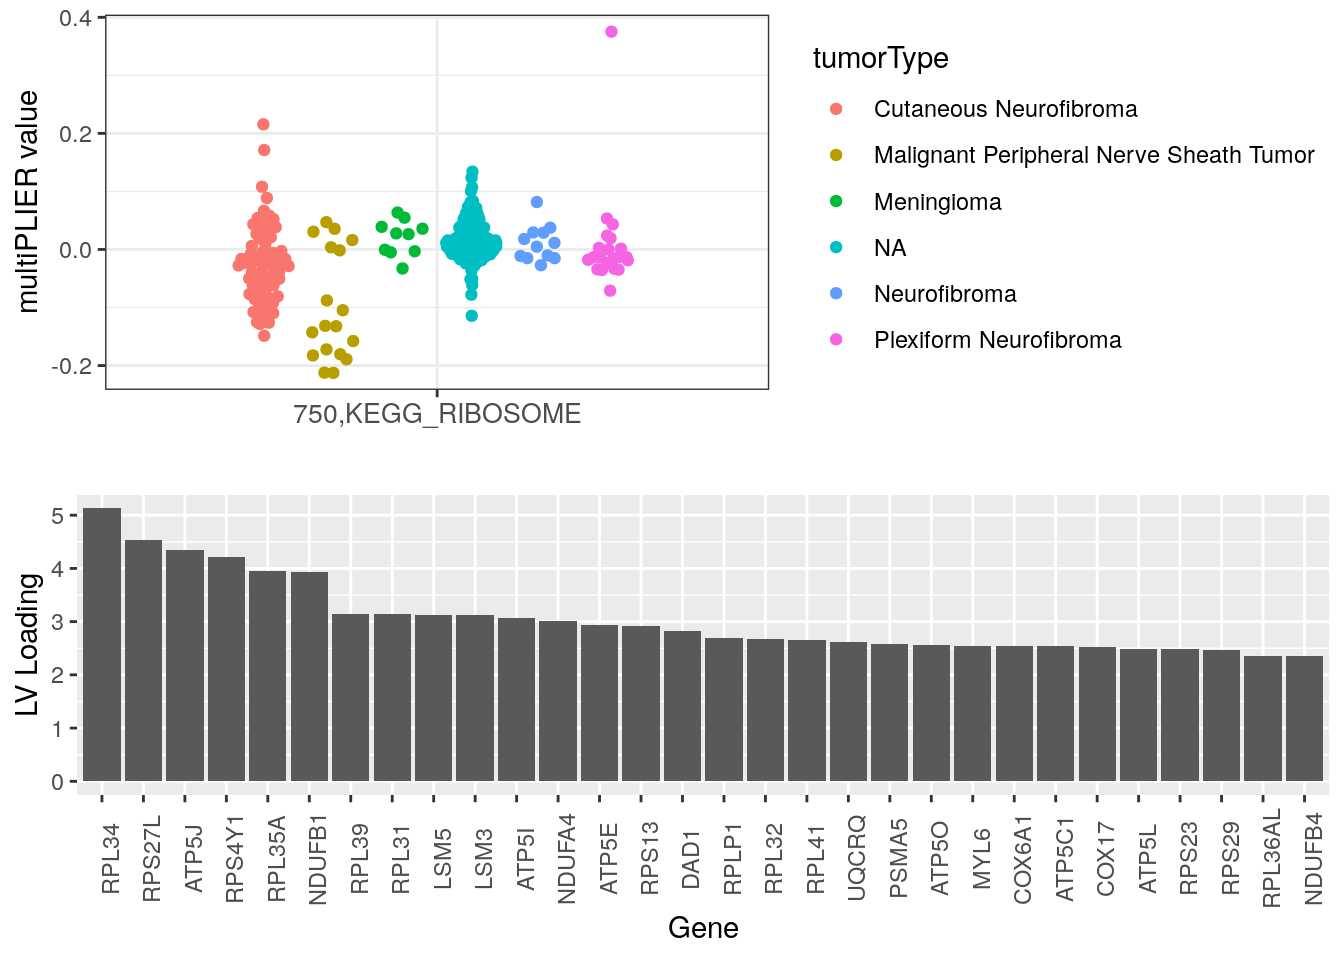 0.4
0.2
0.0
-0.2
multiPLIER value
750,KEGG_RIBOSOME
tumorType
Cutaneous Neurofibroma
Malignant Peripheral Nerve Sheath Tumor
Meningioma
NA
Neurofibroma
Plexiform Neurofibroma
5
4
3
2
1
0
LV Loading
RPL34
RPS27L
ATP5J
RPS4Y1
RPL35A
NDUFB1
RPL39
RPL31
LSM5
LSM3
ATP5I
NDUFA4
ATP5E
RPS13
DAD1
RPLP1
RPL32
RPL41
UQCRQ
PSMA5
ATP5O
MYL6
COX6A1
ATP5C1
COX17
ATP5L
RPS23
RPS29
RPL36AL
NDUFB4
Gene